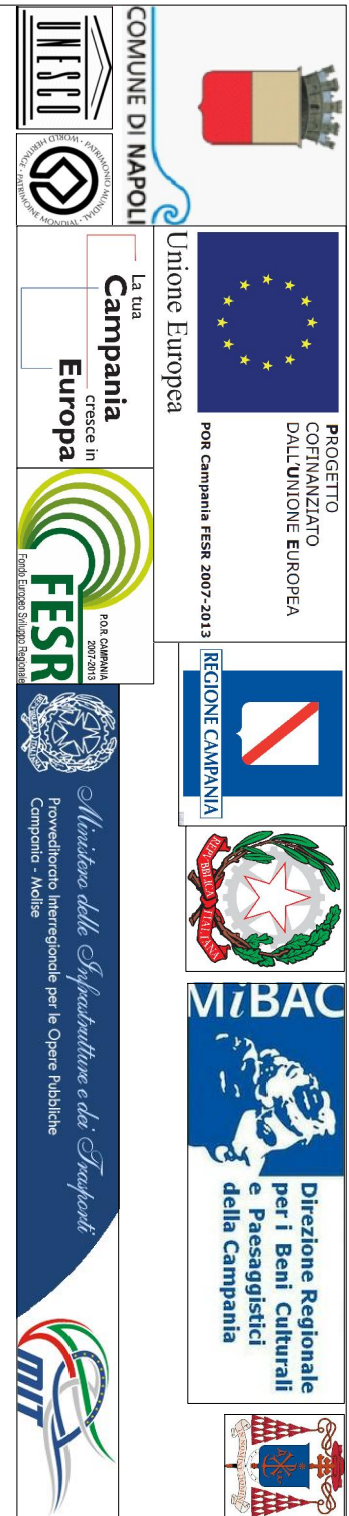 COMUNE DI NAPOLI
Unione Europea
PROGETTO
COFINANZIATO
DALL'UNIONE EUROPEA
POR Campania FESR 2007-2013
REGIONE CAMPANIA
REPUBBLICA ITALIANA
MiBAC
Direzione Regionale
per i Beni Culturali
e Paesaggistici
della Campania
UNESCO
WORLD HERITAGE · PATRIMONIO MUNDIAL · PATRIMOINE MONDIAL
La tua
Campania
cresce in
Europa
P.O.R. CAMPANIA
2007-2013
FESR
Fondo Europeo Sviluppo Regionale
Ministero delle Infrastrutture e dei Trasporti
Provveditorato Interregionale per le Opere Pubbliche
Campania - Molise
MIT